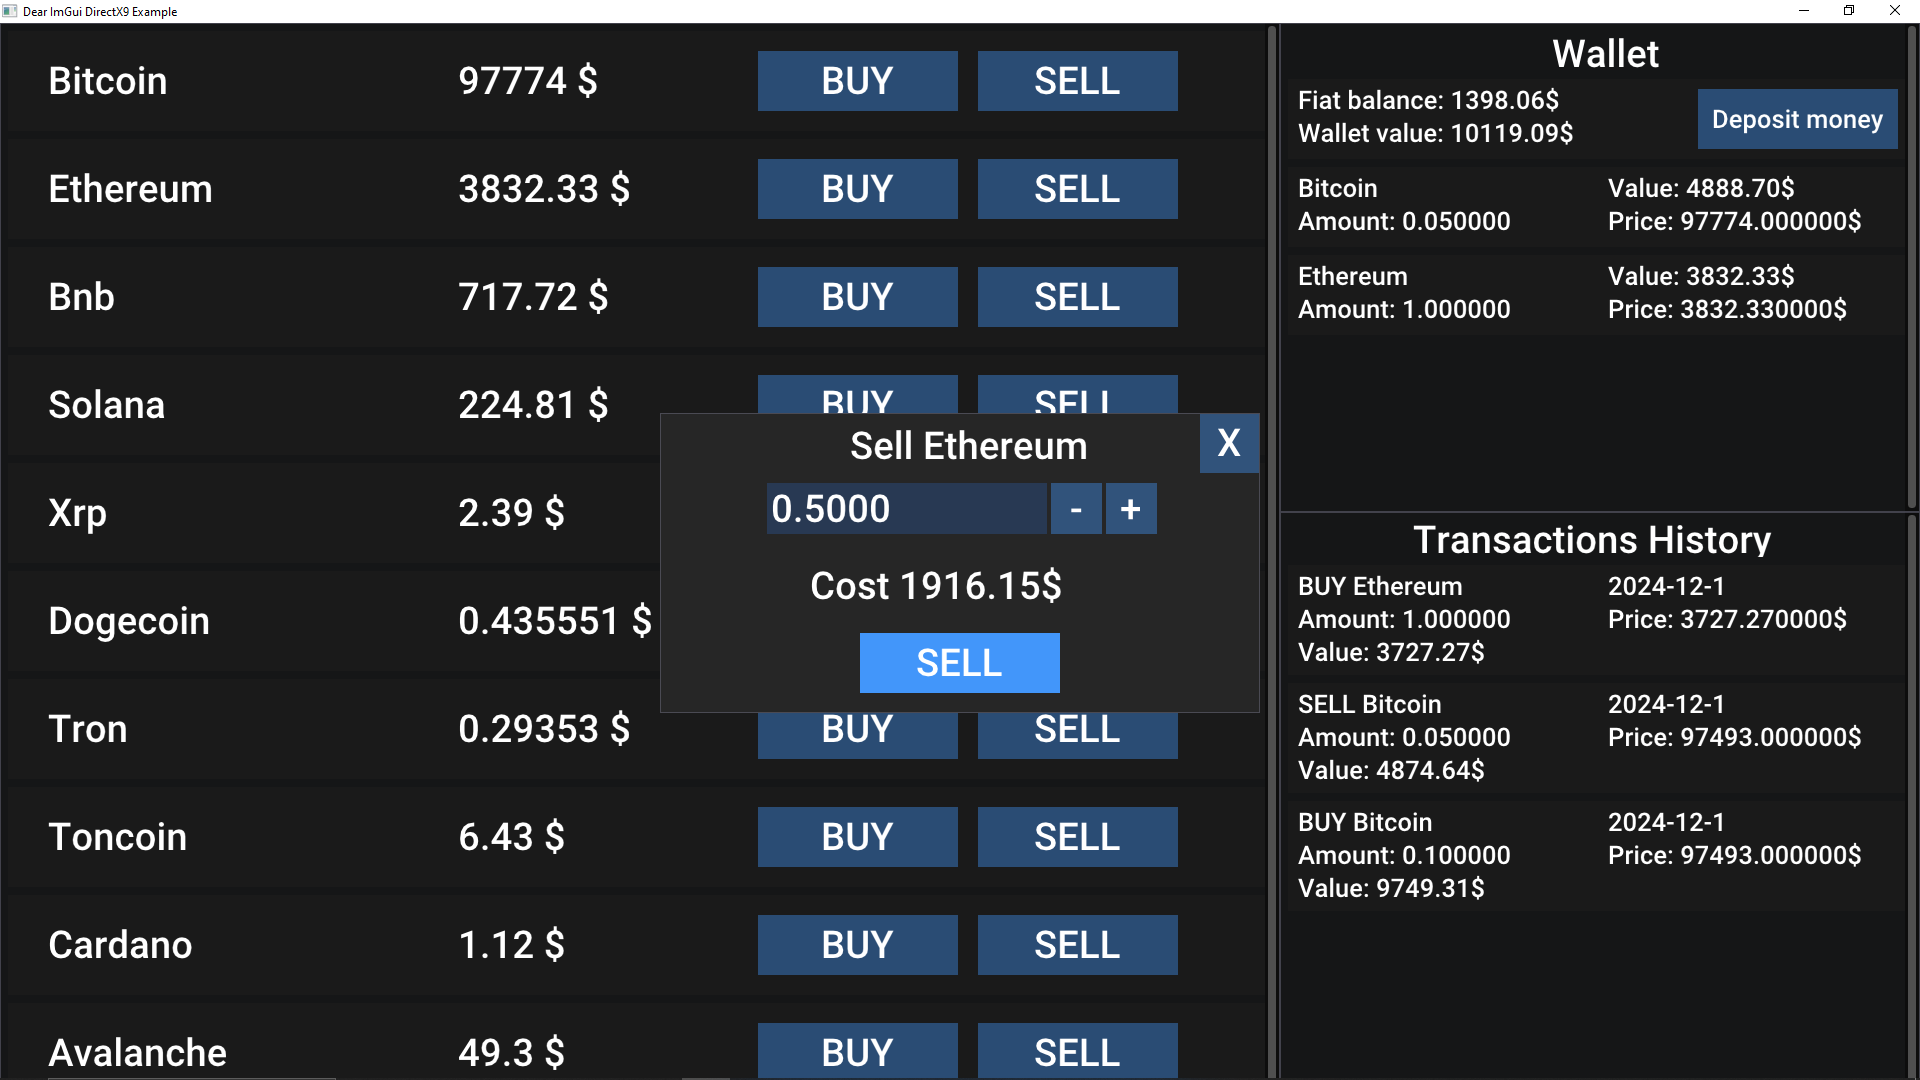 Dear ImGui DirectX9 Example
Bitcoin 97774 $ BUY SELL
Ethereum 3832.33 $ BUY SELL
Bnb 717.72 $ BUY SELL
Solana 224.81 $ BUY SELL
Xrp 2.39 $
Dogecoin 0.435551 $
Tron 0.29353 $ BUY SELL
Toncoin 6.43 $ BUY SELL
Cardano 1.12 $ BUY SELL
Avalanche 49.3 $ BUY SELL
Sell Ethereum X
0.5000 - +
Cost 1916.15$
SELL
Wallet
Fiat balance: 1398.06$
Wallet value: 10119.09$
Deposit money
Bitcoin Value: 4888.70$
Amount: 0.050000 Price: 97774.000000$
Ethereum Value: 3832.33$
Amount: 1.000000 Price: 3832.330000$
Transactions History
BUY Ethereum 2024-12-1
Amount: 1.000000 Price: 3727.270000$
Value: 3727.27$
SELL Bitcoin 2024-12-1
Amount: 0.050000 Price: 97493.000000$
Value: 4874.64$
BUY Bitcoin 2024-12-1
Amount: 0.100000 Price: 97493.000000$
Value: 9749.31$